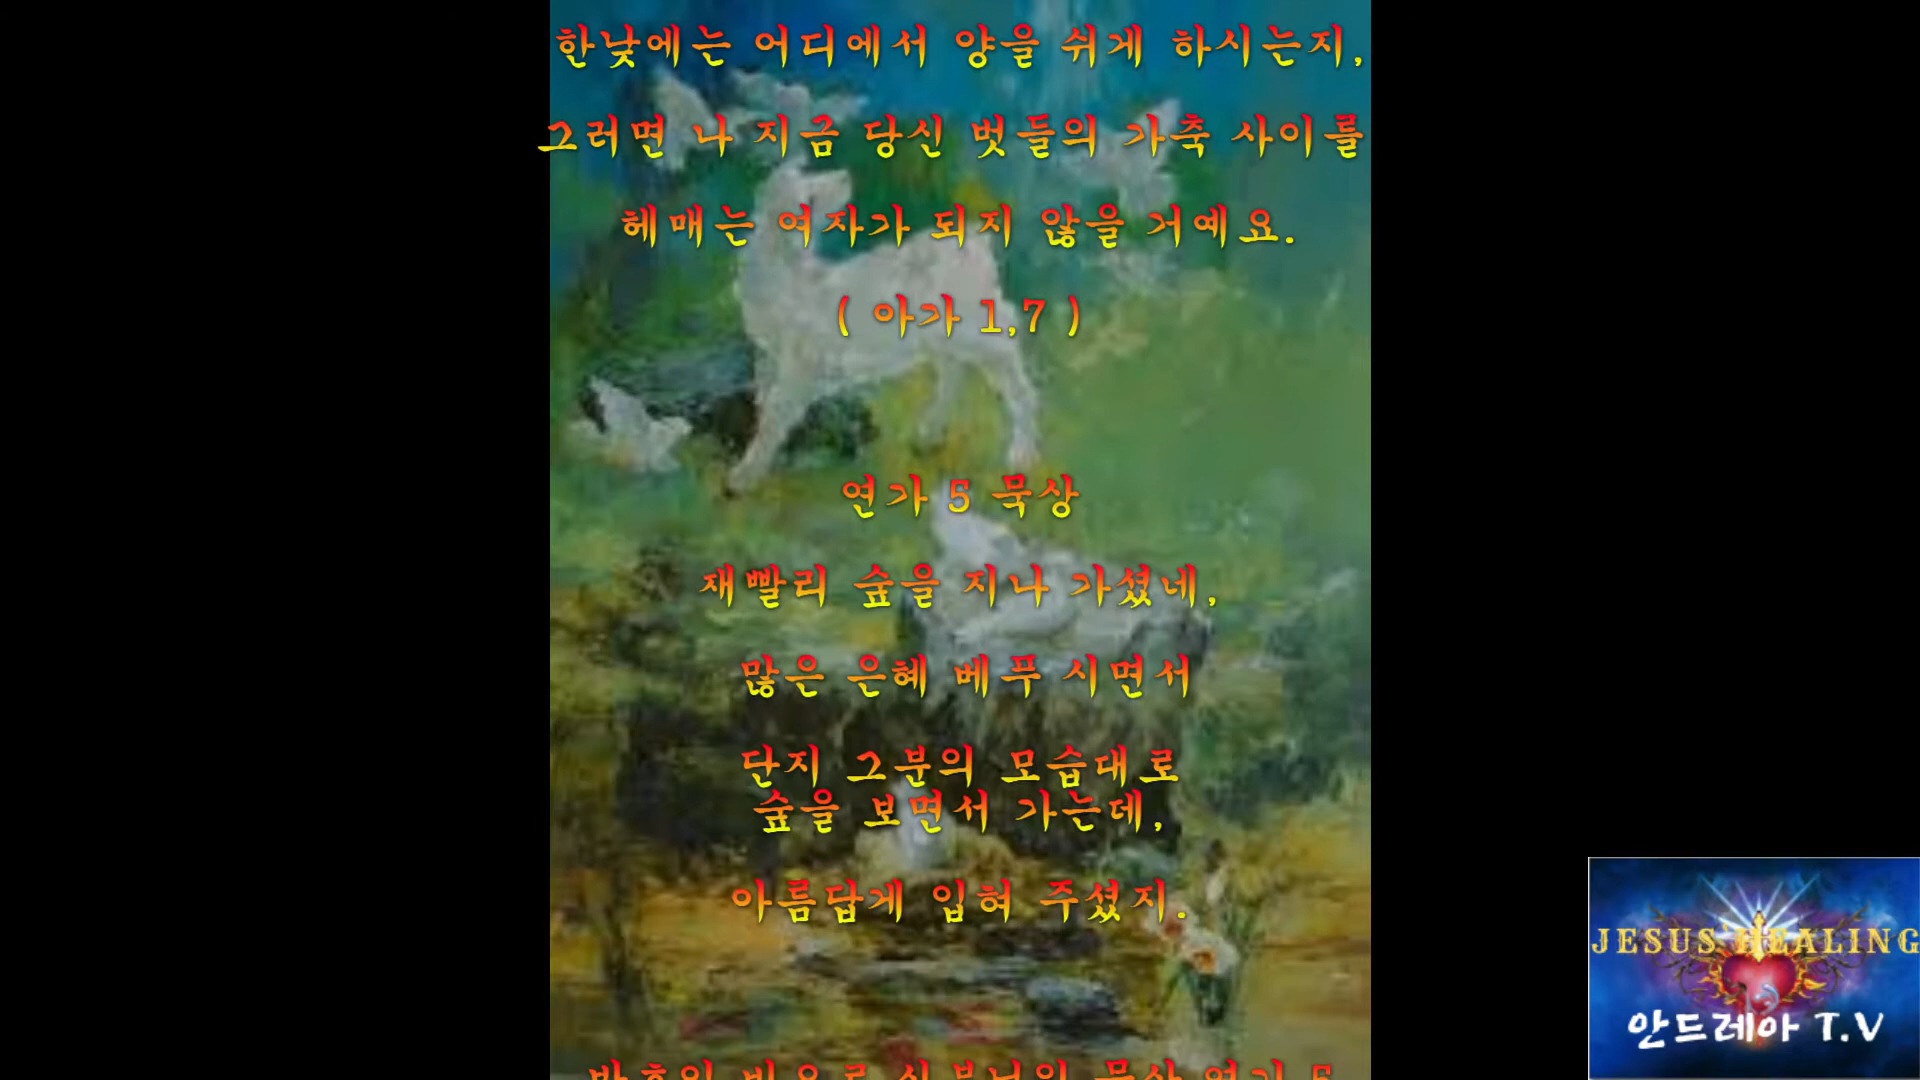 한낮에는 어디에서 양을 쉬게 하시는지,
그러면 나 지금 당신 벗들의 가축 사이를
헤매는 여자가 되지 않을 거예요.
( 아가 1,7 )
연가 5 묵상
재빨리 숲을 지나 가셨네,
많은 은혜 베푸 시면서
단지 그분의 모습대로
숲을 보면서 가는데,
아름답게 입혀 주셨지.
묵상 연가 5
JESUS HEALING
안드레아 T.V